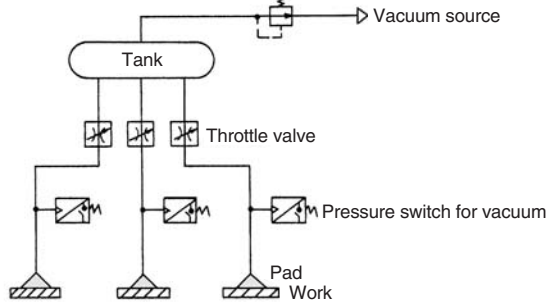 Vacuum source
Tank
Throttle valve
Pressure switch for vacuum
Pad
Work